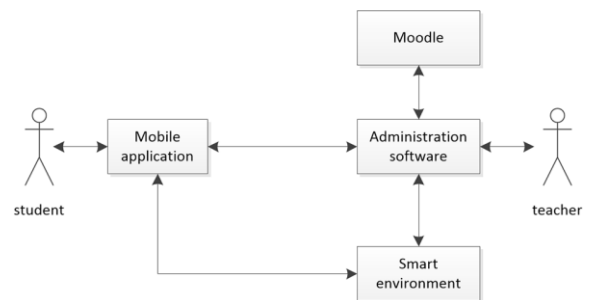 Moodle
Mobile
application
Administration
software
student
teacher
Smart
environment